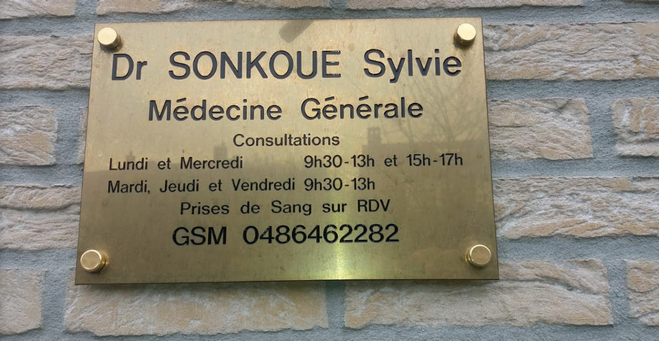 Dr SONKOUE Sylvie
Médecine Générale
Consultations
Lundi et Mercredi 9h30-13h et 15h-17h
Mardi, Jeudi et Vendredi 9h30-13h
Prises de Sang sur RDV
GSM 0486462282